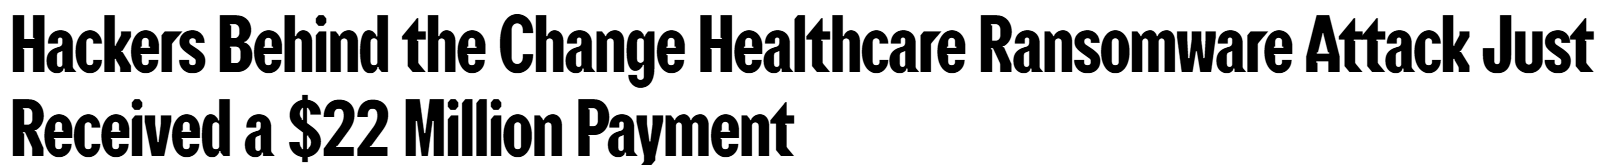 Hackers Behind the Change Healthcare Ransomware Attack Just
Received a $22 Million Payment